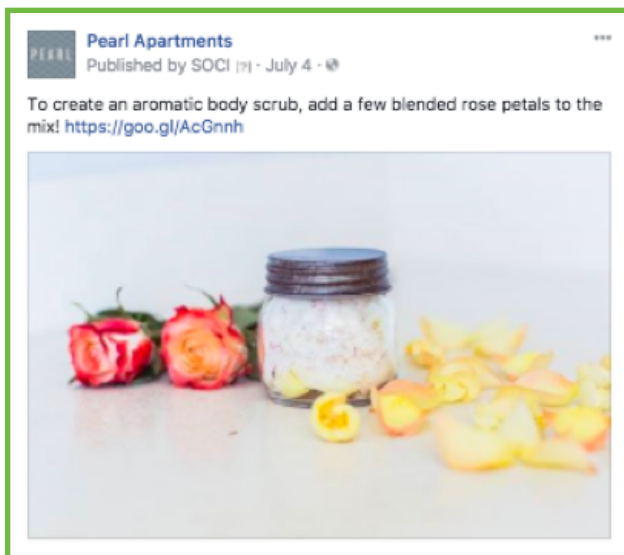 PEARL
Pearl Apartments
Published by SOCi [?] · July 4 ·
To create an aromatic body scrub, add a few blended rose petals to the
mix! https://goo.gl/AcGnnh